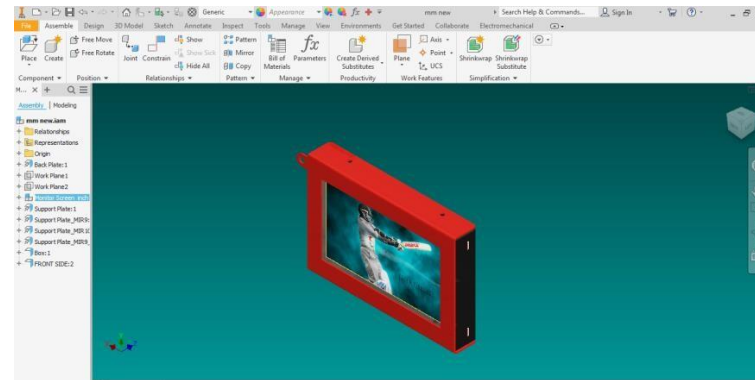 Generic
Appearance
mm new
Search Help & Commands...
Sign In
File Assemble Design 3D Model Sketch Annotate Inspect Tools Manage View Environments Get Started Collaborate Electromechanical
Free Move
Show
Pattern
Axis
Free Rotate
Show Sick
Mirror
Point
Place Create
Joint Constrain
Hide All
Copy
Bill of Materials
Parameters
Create Derived Substitutes
Plane
UCS
Shrinkwrap
Shrinkwrap Substitute
Component Position Relationships Pattern Manage Productivity Work Features Simplification
M...
Assembly Modeling
mm new.iam
Relationships
Representations
Origin
Back Plate:1
Work Plane1
Work Plane2
Support Plate:1
Box:1
FRONT SIDE:2